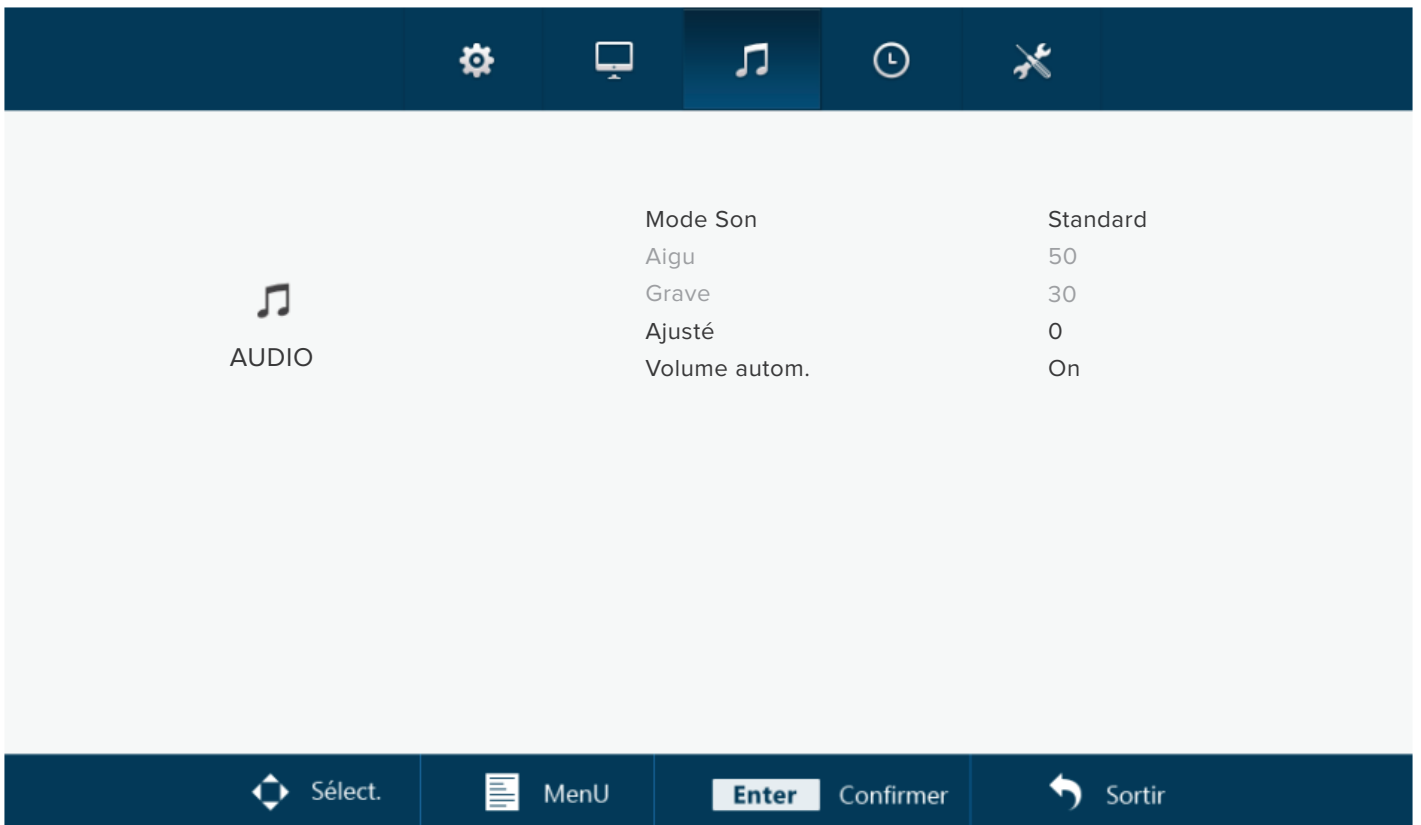 Mode Son Standard
Aigu 50
Grave 30
Ajusté 0
Volume autom. On
AUDIO
Sélect. MenU Enter Confirmer Sortir